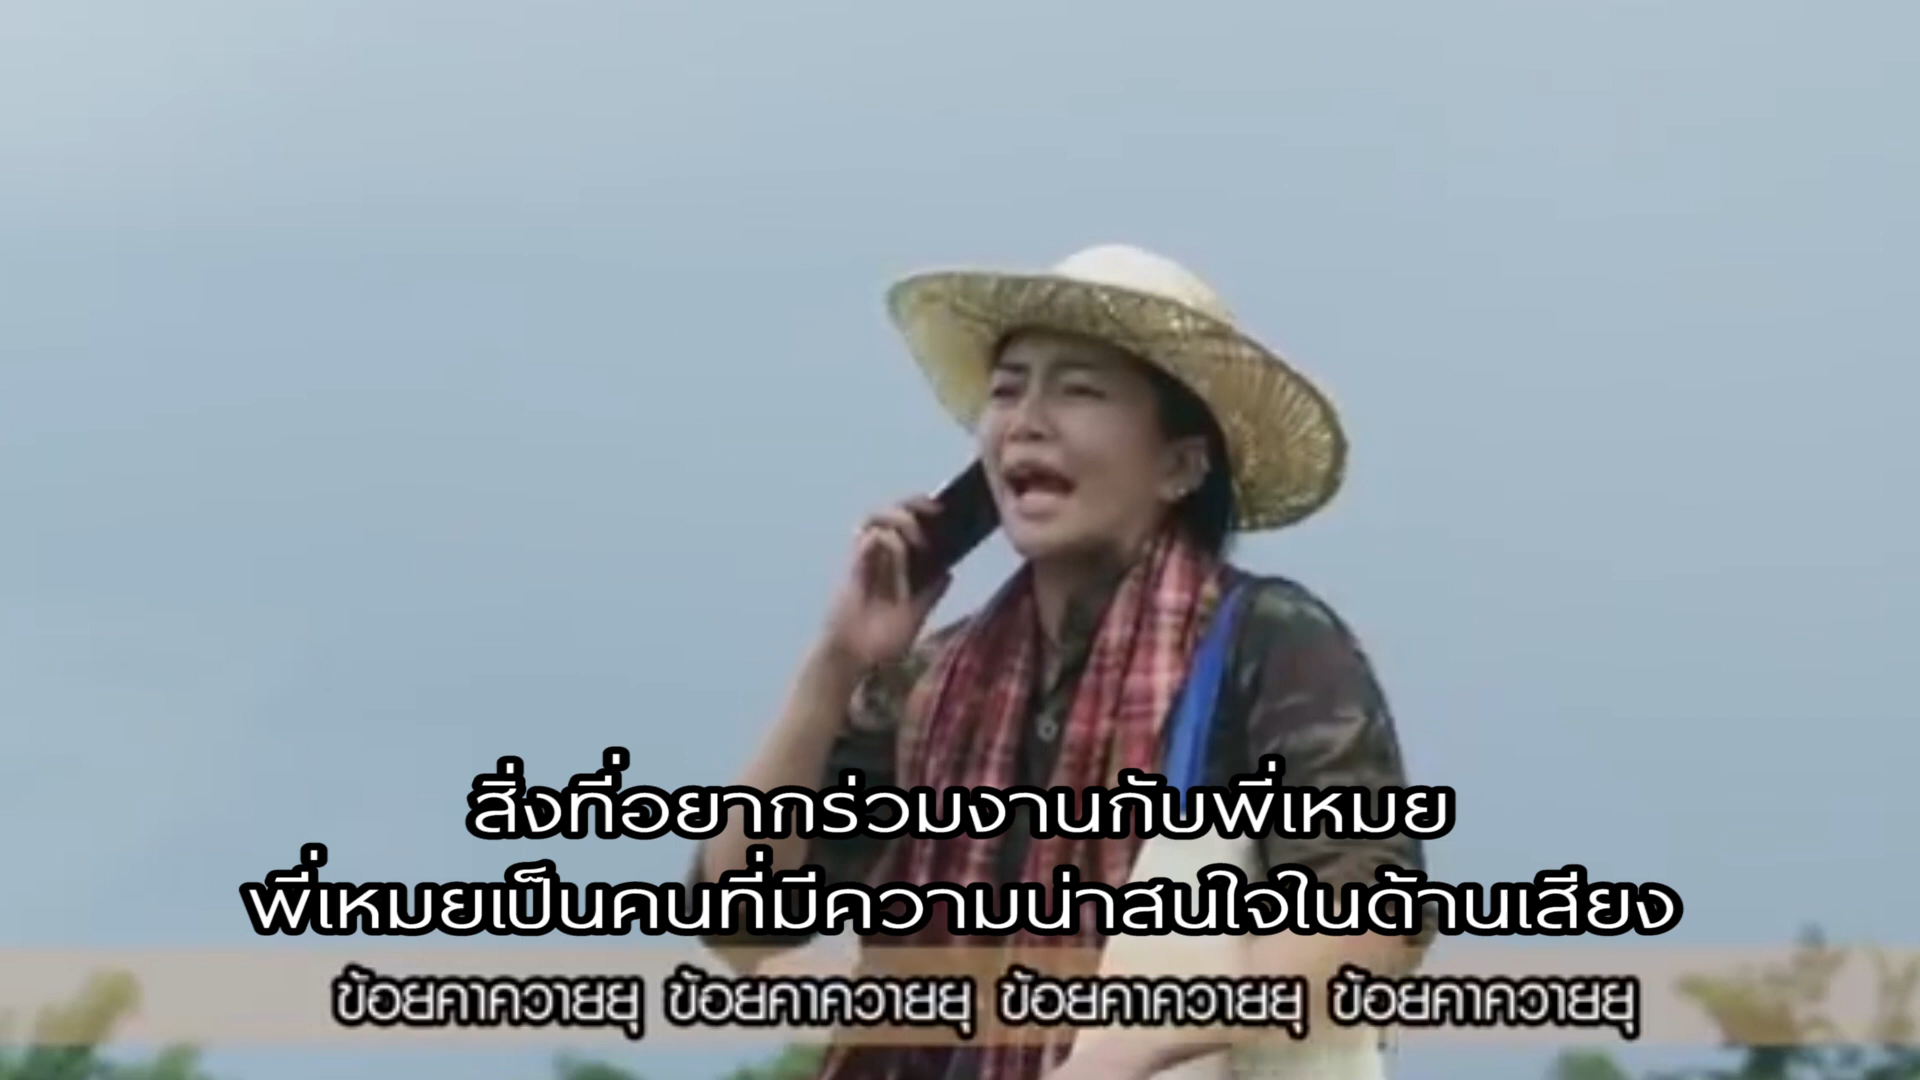 สิ่งที่อยากร่วมงานกับพี่เหมย
พี่เหมยเป็นคนที่มีความน่าสนใจในด้านเสียง
ข้อยคาควายยุ ข้อยคาควายยุ ข้อยคาควายยุ ข้อยคาควายยุ